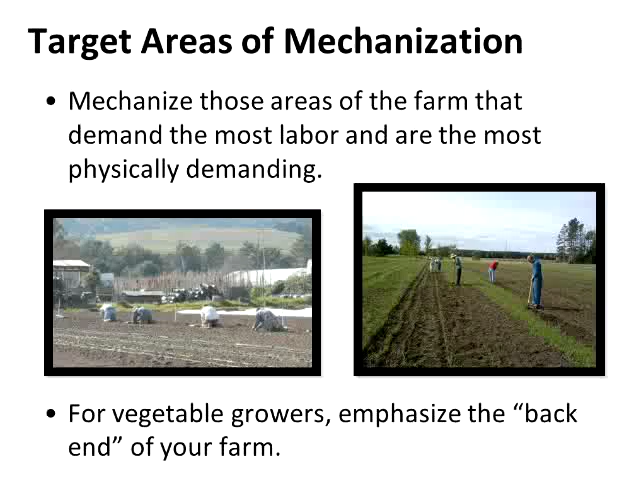 Target Areas of Mechanization
• Mechanize those areas of the farm that
demand the most labor and are the most
physically demanding.
• For vegetable growers, emphasize the “back
end” of your farm.